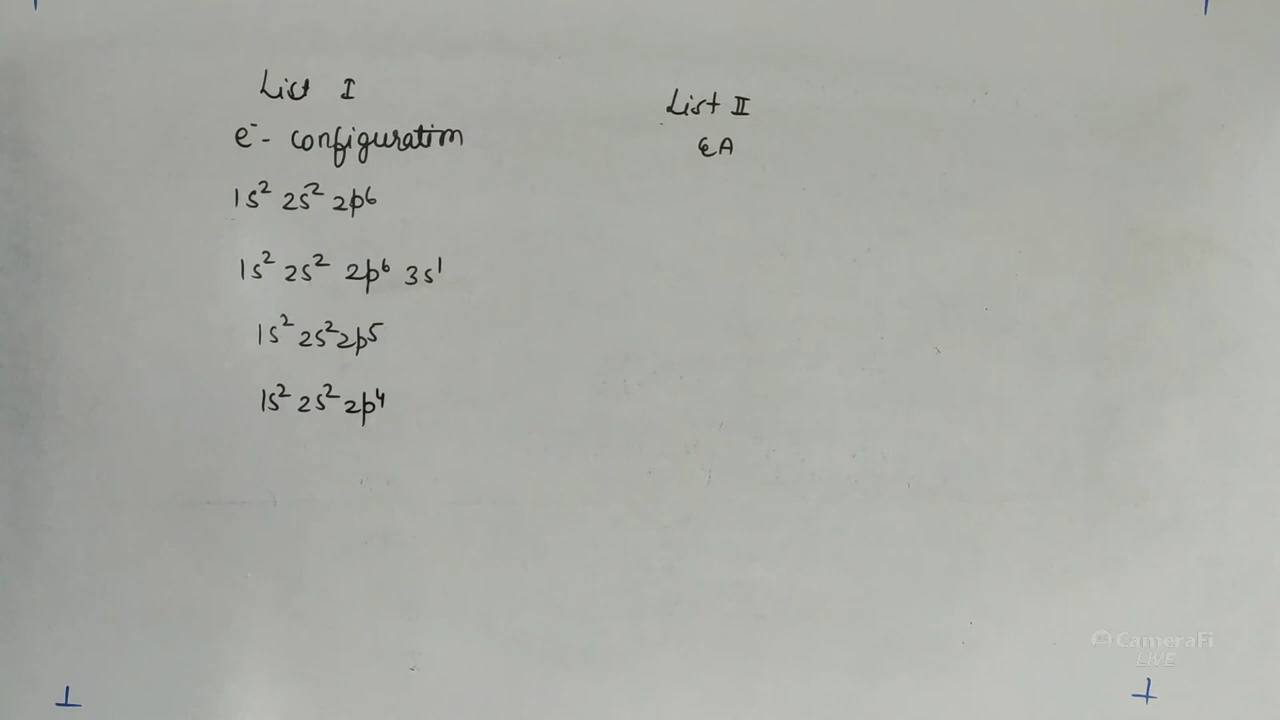 List I
e⁻ - configuration
1s² 2s² 2p⁶
1s² 2s² 2p⁶ 3s¹
1s² 2s² 2p⁵
1s² 2s² 2p⁴
List II
EA
CameraFi
LIVE